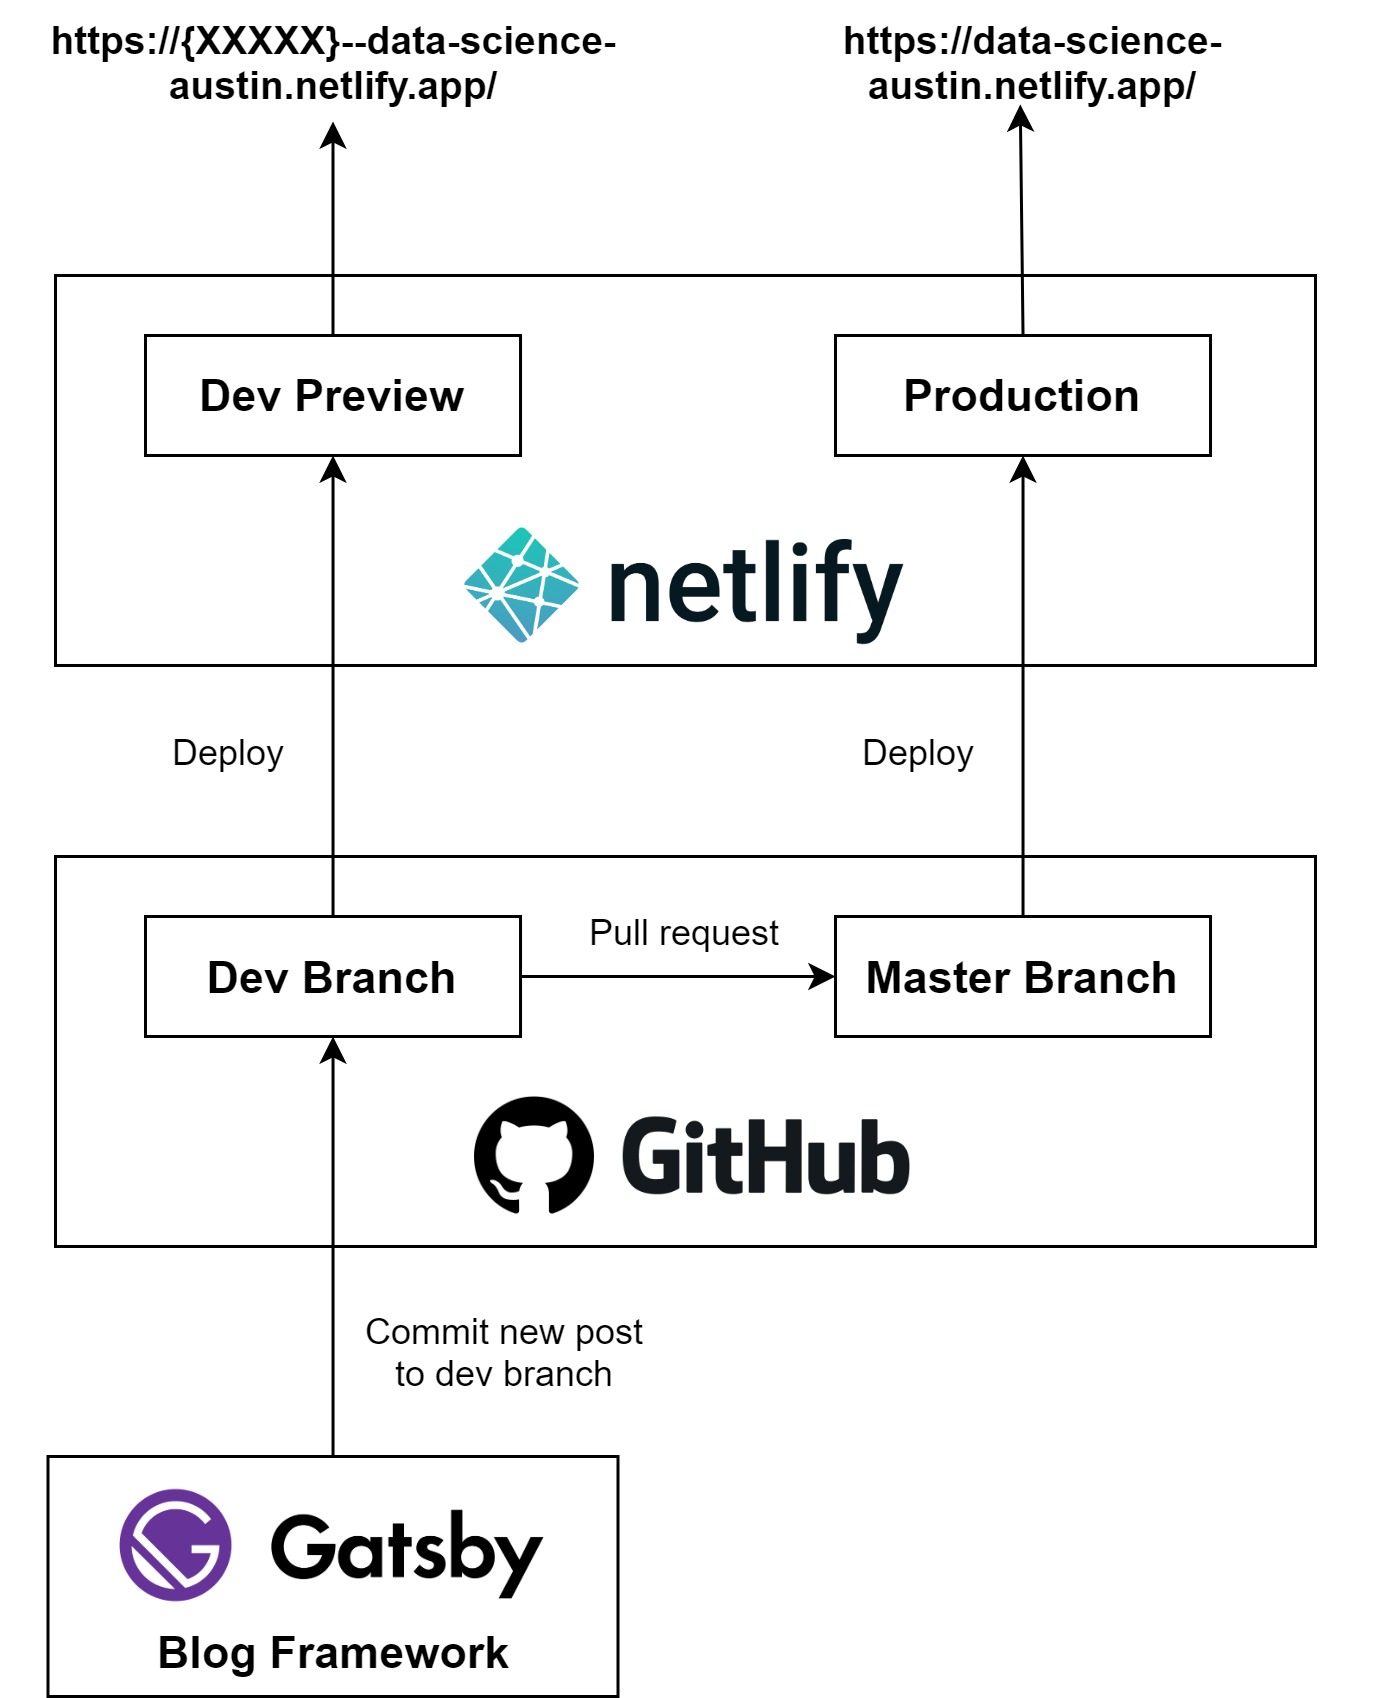 https://{XXXXX}--data-science-
austin.netlify.app/
https://data-science-
austin.netlify.app/
Dev Preview
Production
netlify
Deploy
Deploy
Dev Branch
Pull request
Master Branch
GitHub
Commit new post
to dev branch
Gatsby
Blog Framework